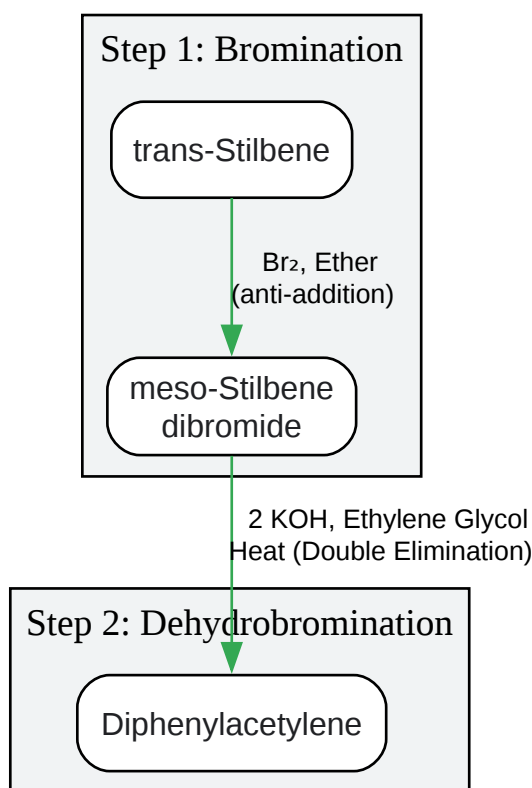 Step 1: Bromination
trans-Stilbene
Br₂, Ether
(anti-addition)
meso-Stilbene
dibromide
2 KOH, Ethylene Glycol
Heat (Double Elimination)
Step 2: Dehydrobromination
Diphenylacetylene